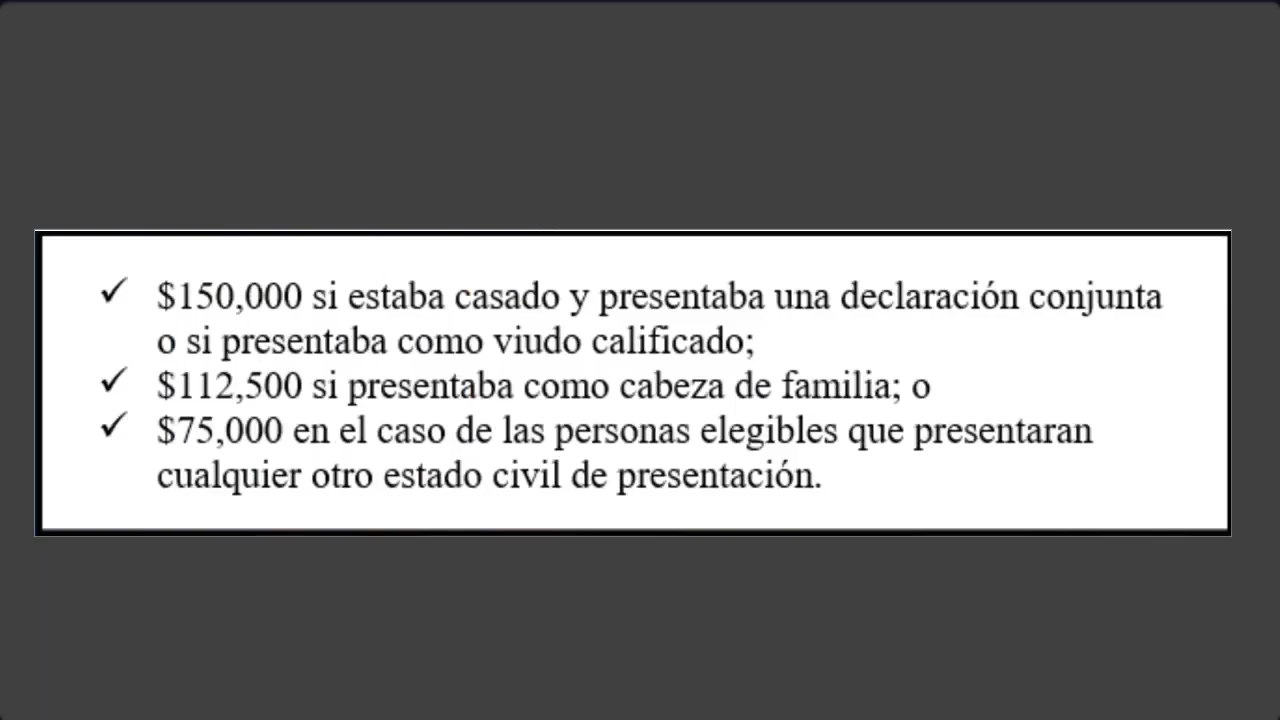 ✓ $150,000 si estaba casado y presentaba una declaración conjunta
o si presentaba como viudo calificado;
✓ $112,500 si presentaba como cabeza de familia; o
✓ $75,000 en el caso de las personas elegibles que presentaran
cualquier otro estado civil de presentación.